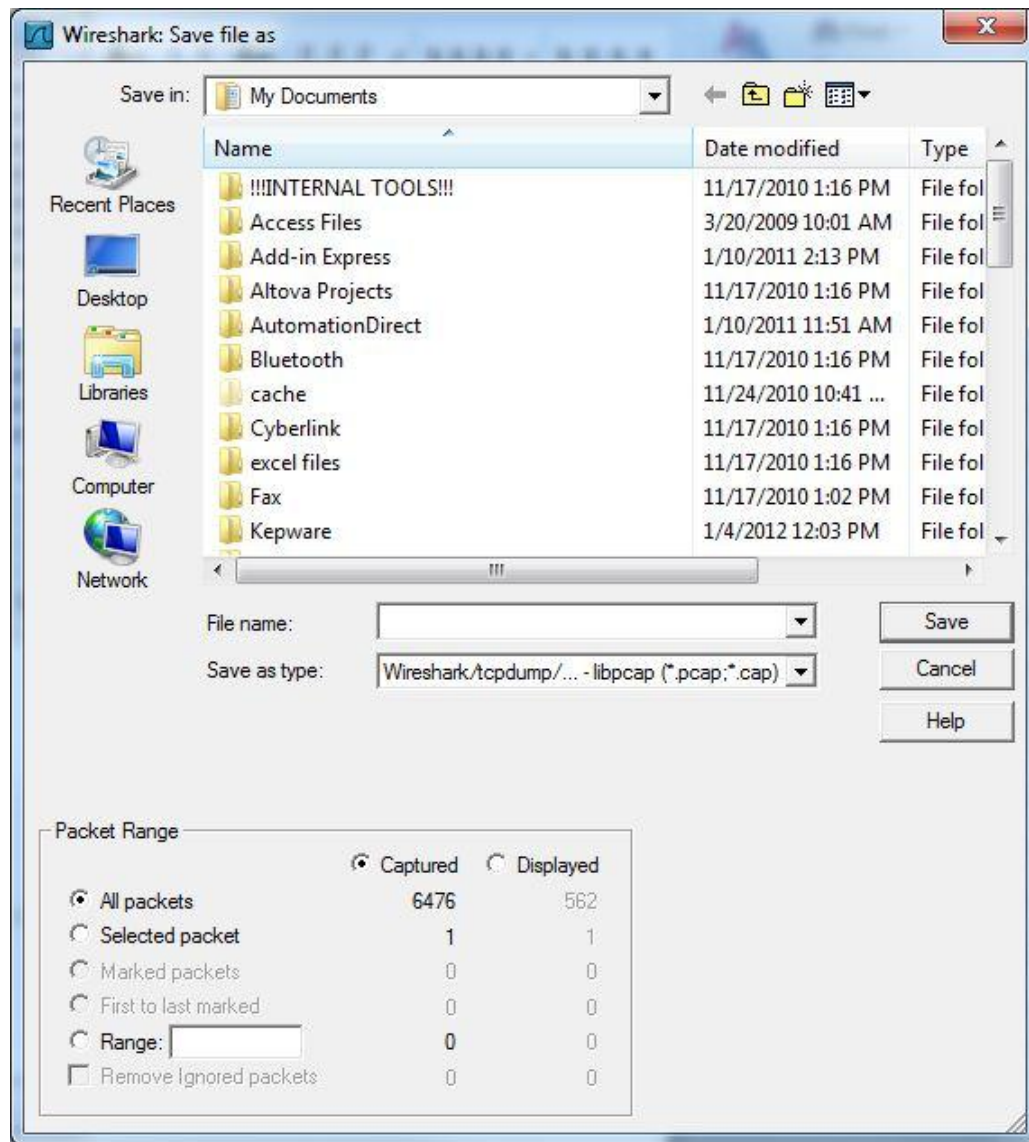 Wireshark: Save file as
Save in: My Documents
Recent Places
Desktop
Libraries
Computer
Network
Name Date modified Type
!!!INTERNAL TOOLS!!! 11/17/2010 1:16 PM File fol
Access Files 3/20/2009 10:01 AM File fol
Add-in Express 1/10/2011 2:13 PM File fol
Altova Projects 11/17/2010 1:16 PM File fol
AutomationDirect 1/10/2011 11:51 AM File fol
Bluetooth 11/17/2010 1:16 PM File fol
cache 11/24/2010 10:41 ... File fol
Cyberlink 11/17/2010 1:16 PM File fol
excel files 11/17/2010 1:16 PM File fol
Fax 11/17/2010 1:02 PM File fol
Kepware 1/4/2012 12:03 PM File fol
File name: Save
Save as type: Wireshark/tcpdump/... - libpcap (*.pcap;*.cap) Cancel
Help
Packet Range
Captured Displayed
All packets 6476 562
Selected packet 1 1
Marked packets 0 0
First to last marked 0 0
Range: 0 0
Remove Ignored packets 0 0